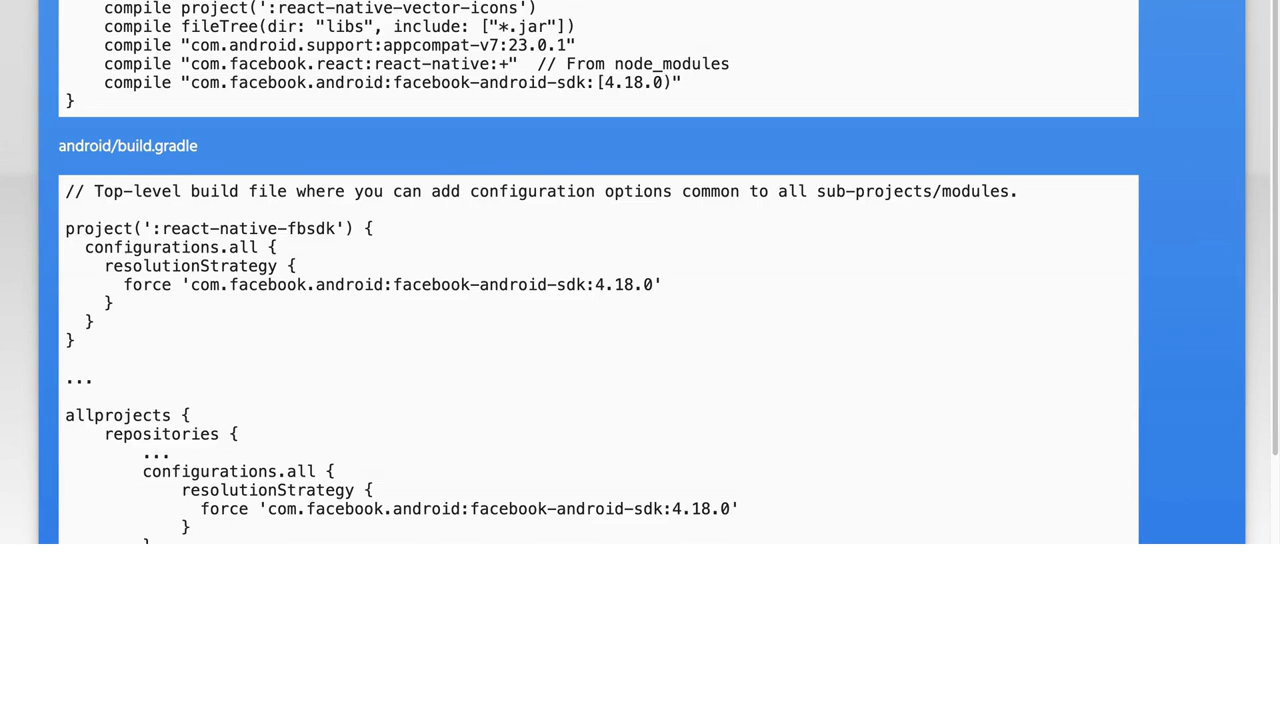 compile project(':react-native-vector-icons')
compile fileTree(dir: "libs", include: ["*.jar"])
compile "com.android.support:appcompat-v7:23.0.1"
compile "com.facebook.react:react-native:+"  // From node_modules
compile "com.facebook.android:facebook-android-sdk:[4.18.0)"
}
android/build.gradle
// Top-level build file where you can add configuration options common to all sub-projects/modules.
project(':react-native-fbsdk') {
configurations.all {
resolutionStrategy {
force 'com.facebook.android:facebook-android-sdk:4.18.0'
}
}
}
...
allprojects {
repositories {
...
configurations.all {
resolutionStrategy {
force 'com.facebook.android:facebook-android-sdk:4.18.0'
}
}